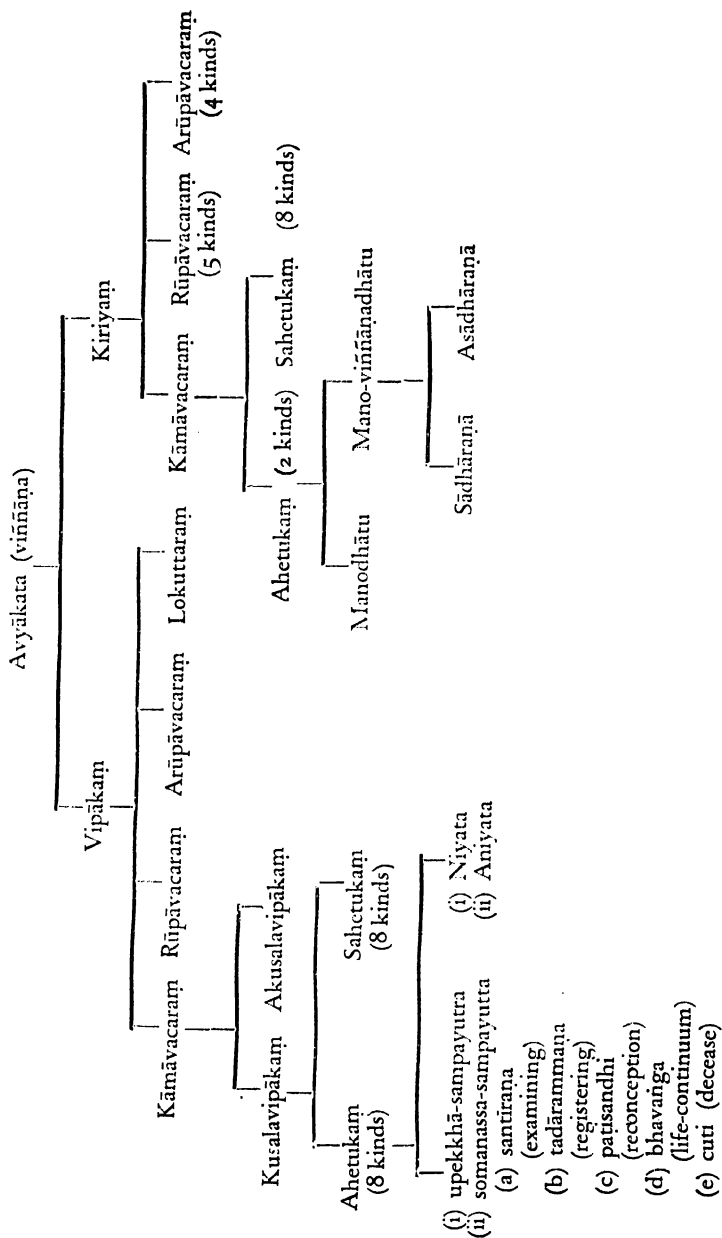 Avyākata (viññāṇa)
Vipākaṃ
Kiriyaṃ
Kāmāvacaraṃ
Rūpāvacaraṃ
Arūpāvacaraṃ
Lokuttaraṃ
Kāmāvacaraṃ
Rūpāvacaraṃ
(5 kinds)
Arūpāvacaraṃ
(4 kinds)
Kusalavipākaṃ
Akusalavipākaṃ
Ahetukaṃ (2 kinds)
Sahetukaṃ (8 kinds)
Ahetukaṃ
(8 kinds)
Sahetukaṃ
(8 kinds)
Manodhātu
Mano-viññāṇadhātu
Sādhāraṇā
Asādhāraṇā
(i) upekkhā-sampayutra
(ii) somanassa-sampayutta
(a) santīraṇa
(examining)
(b) tadārammaṇa
(registering)
(c) paṭisandhi
(reconception)
(d) bhavaṅga
(life-continuum)
(e) cuti (decease)
(i) Niyata
(ii) Aniyata